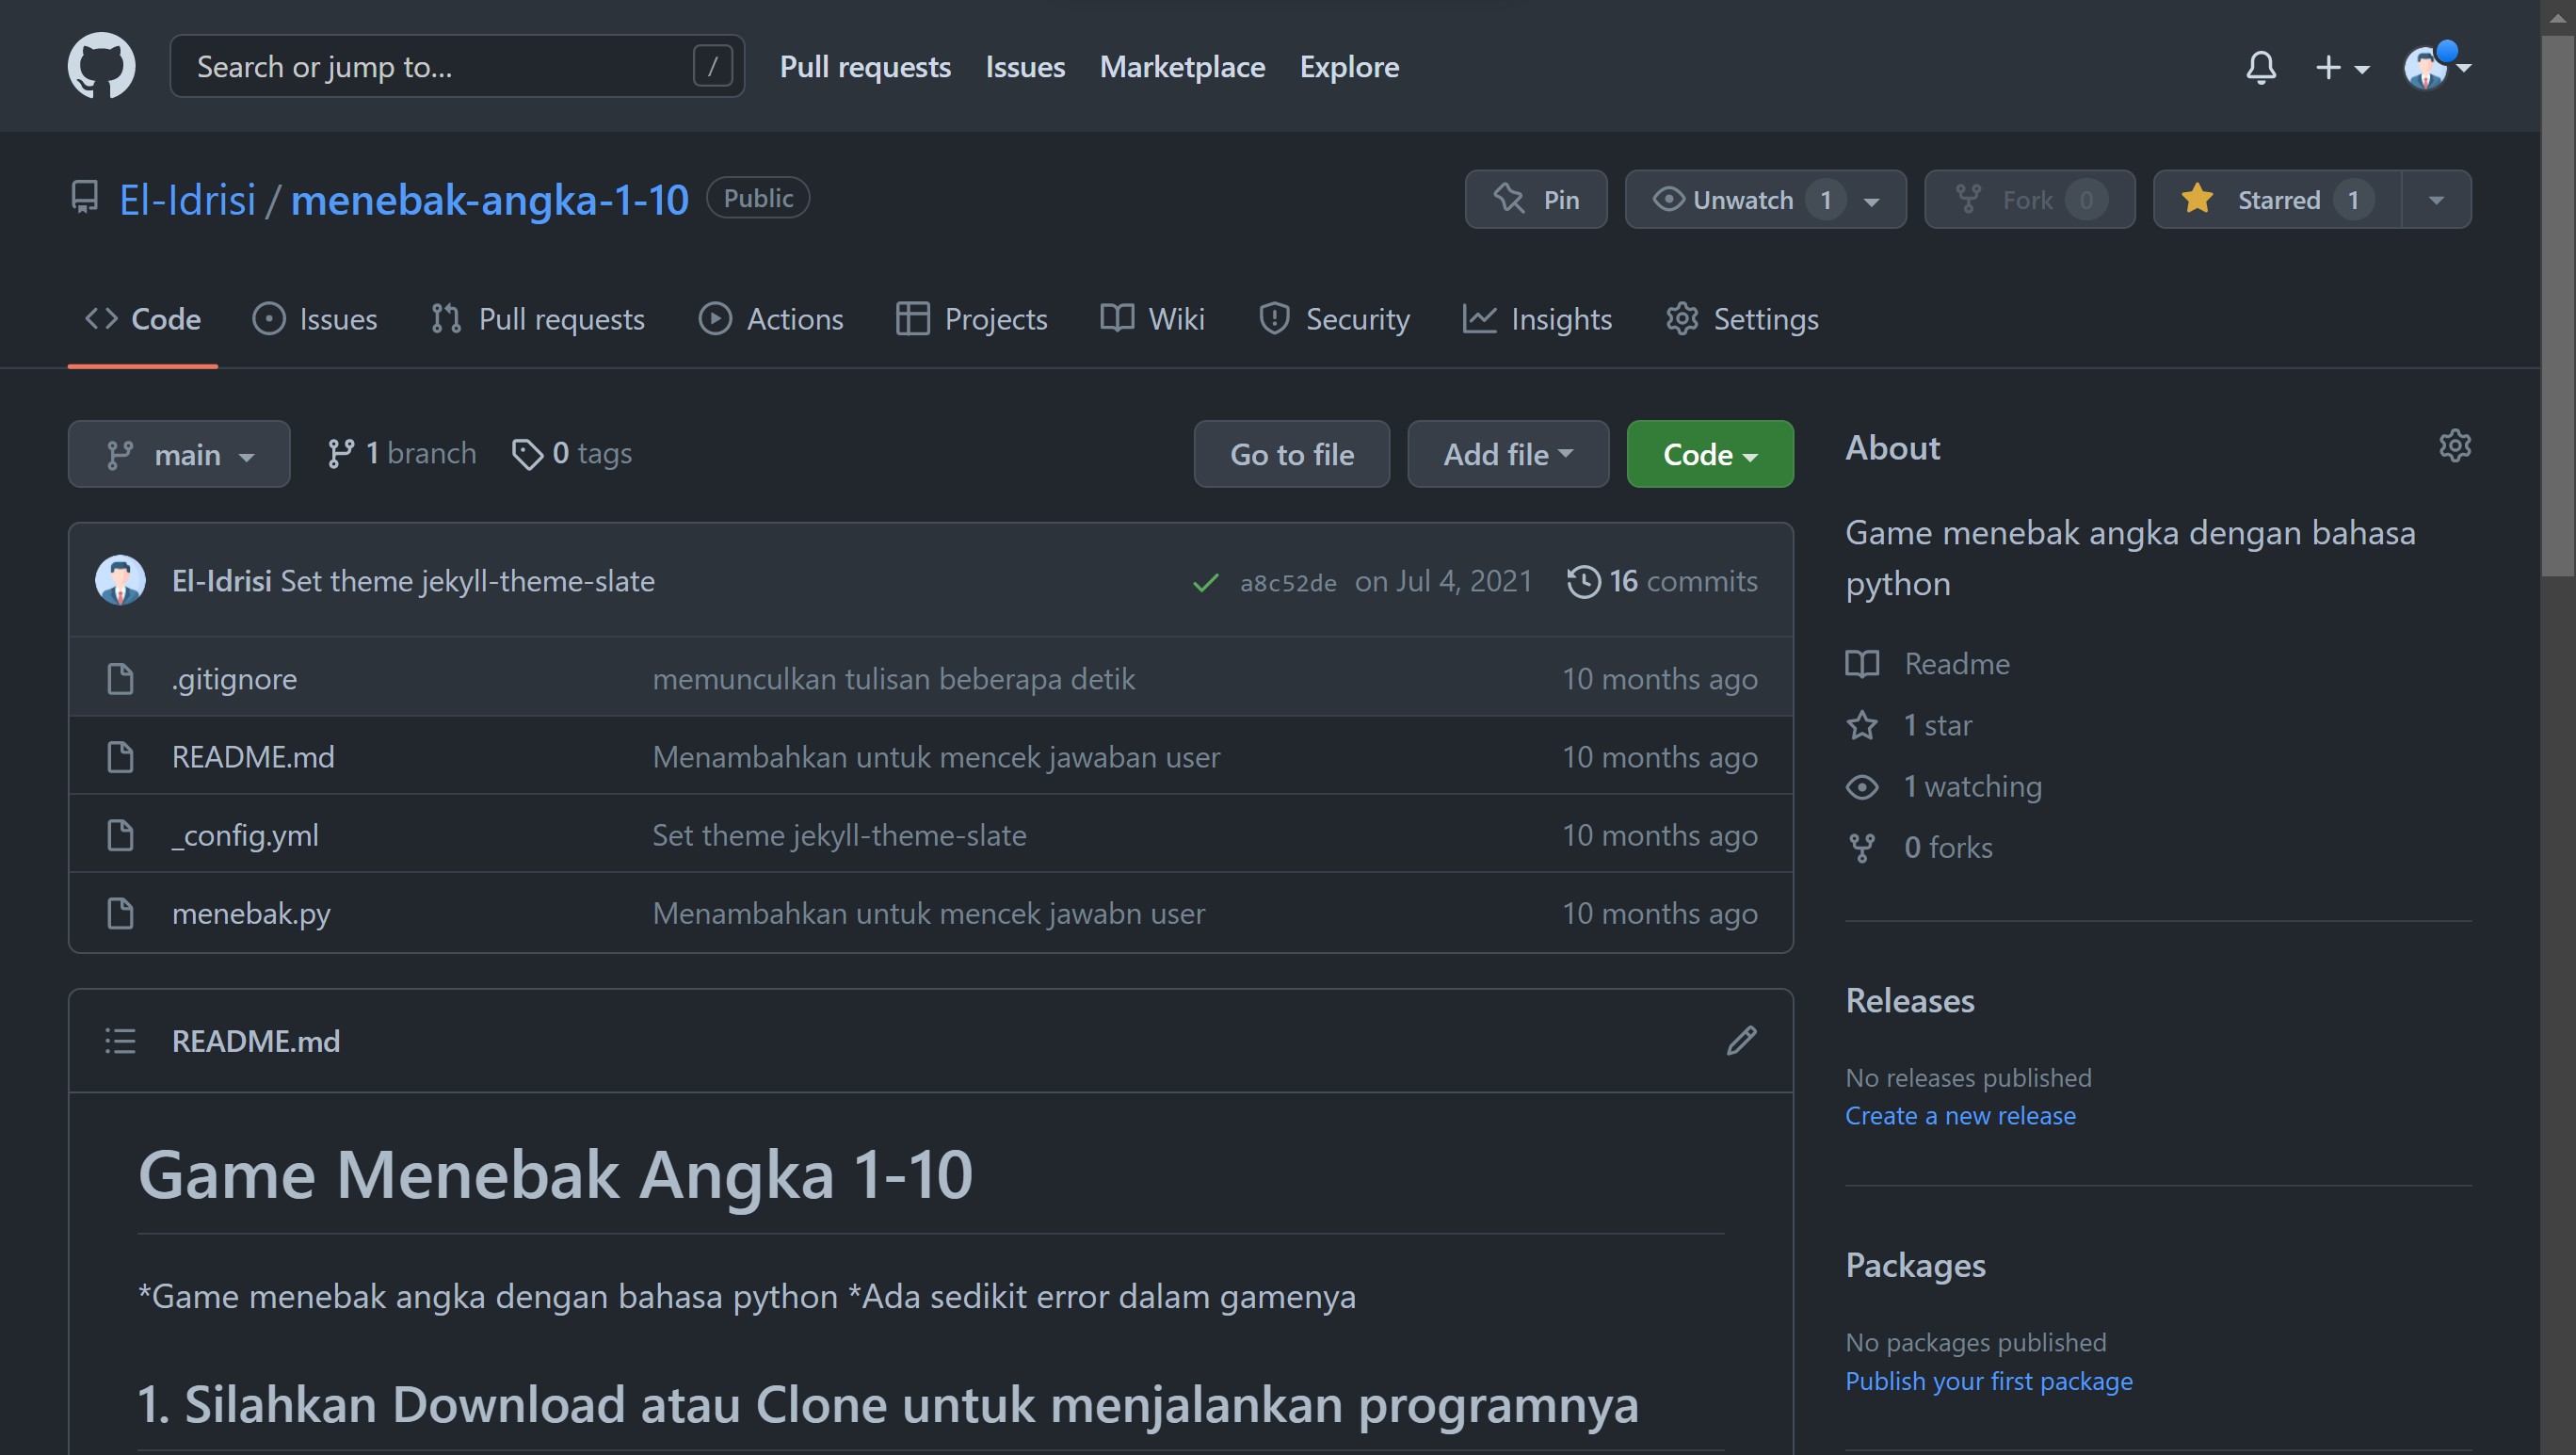 Search or jump to... /
Pull requests Issues Marketplace Explore
El-Idrisi / menebak-angka-1-10 Public
Pin Unwatch 1 Fork 0 Starred 1
Code Issues Pull requests Actions Projects Wiki Security Insights Settings
main 1 branch 0 tags Go to file Add file Code
El-Idrisi Set theme jekyll-theme-slate a8c52de on Jul 4, 2021 16 commits
.gitignore memunculkan tulisan beberapa detik 10 months ago
README.md Menambahkan untuk mencek jawaban user 10 months ago
_config.yml Set theme jekyll-theme-slate 10 months ago
menebak.py Menambahkan untuk mencek jawabn user 10 months ago
README.md
Game Menebak Angka 1-10
*Game menebak angka dengan bahasa python *Ada sedikit error dalam gamenya
1. Silahkan Download atau Clone untuk menjalankan programnya
About
Game menebak angka dengan bahasa
python
Readme
1 star
1 watching
0 forks
Releases
No releases published
Create a new release
Packages
No packages published
Publish your first package